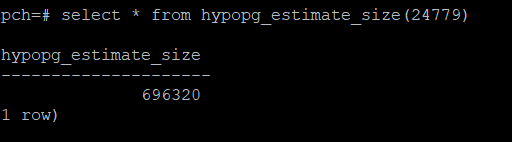 pch=# select * from hypopg_estimate_size(24779)
hypopg_estimate_size
---------------------
696320
1 row)